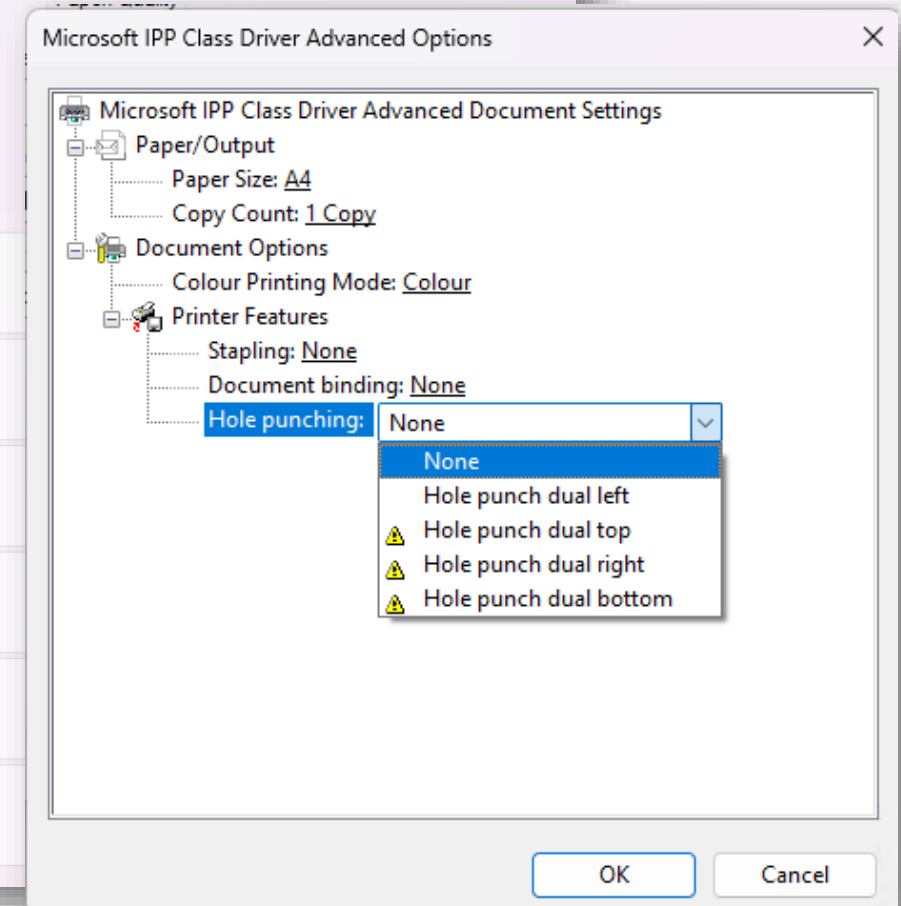 Microsoft IPP Class Driver Advanced Options
Microsoft IPP Class Driver Advanced Document Settings
Paper/Output
Paper Size: A4
Copy Count: 1 Copy
Document Options
Colour Printing Mode: Colour
Printer Features
Stapling: None
Document binding: None
Hole punching: None
None
Hole punch dual left
Hole punch dual top
Hole punch dual right
Hole punch dual bottom
OK Cancel